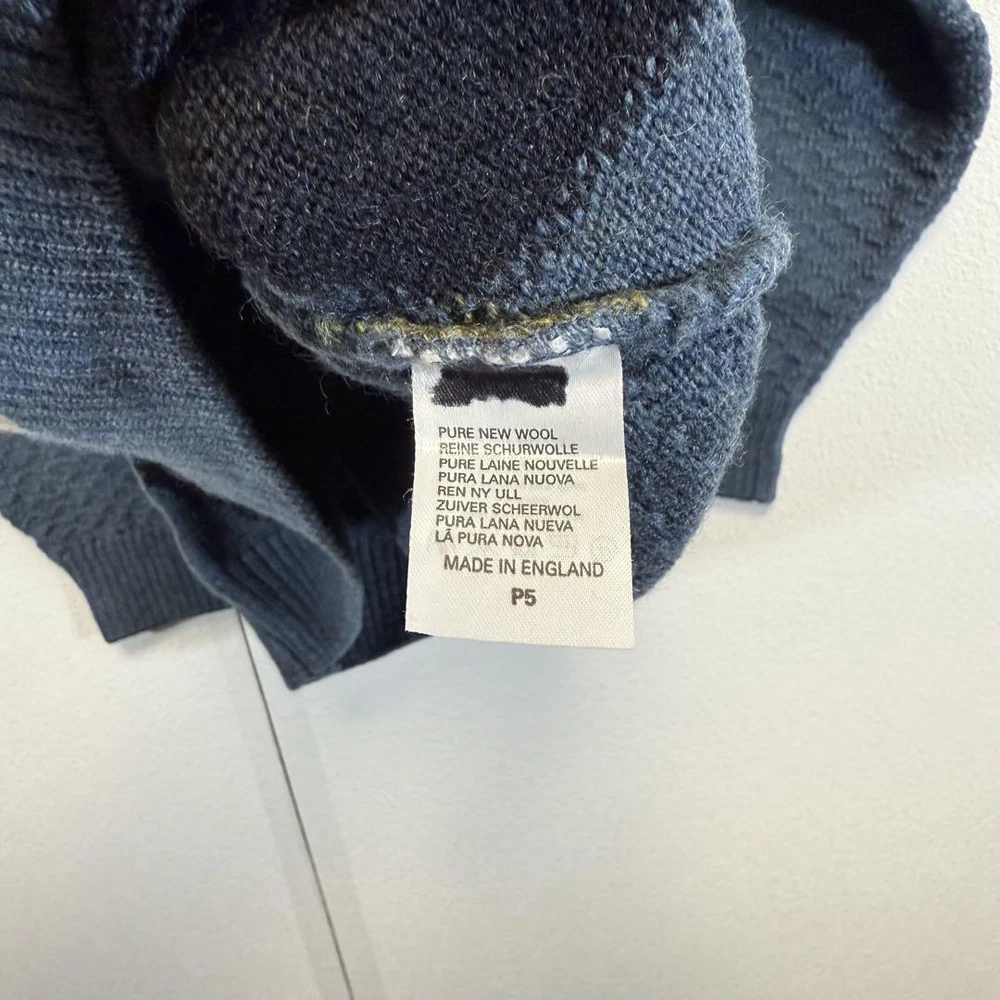 PURE NEW WOOL
REINE SCHURWOLLE
PURE LAINE NOUVELLE
PURA LANA NUOVA
REN NY ULL
ZUIVER SCHEERWOL
PURA LANA NUEVA
LÃ PURA NOVA
MADE IN ENGLAND
P5